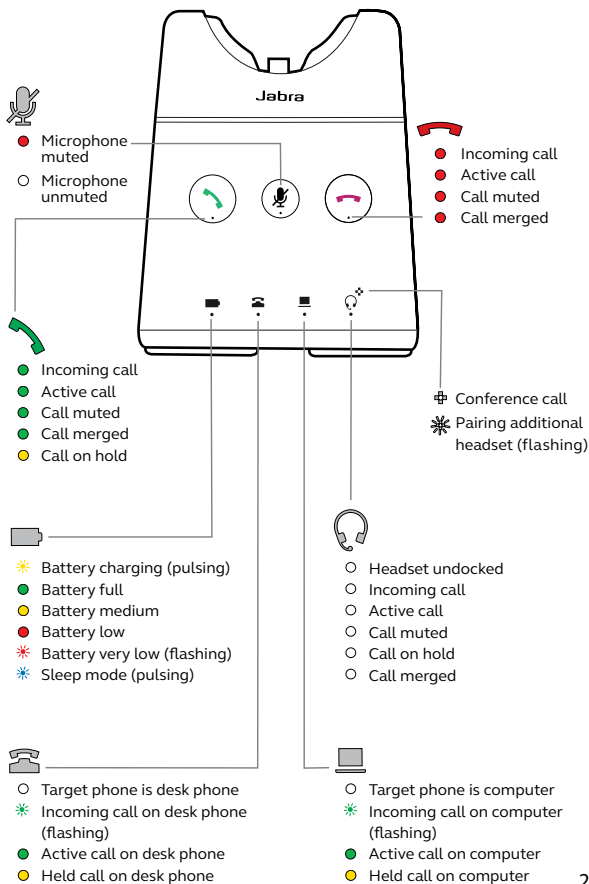 Jabra
Microphone
muted
Microphone
unmuted
Incoming call
Active call
Call muted
Call merged
Incoming call
Active call
Call muted
Call merged
Call on hold
Conference call
Pairing additional
headset (flashing)
Battery charging (pulsing)
Battery full
Battery medium
Battery low
Battery very low (flashing)
Sleep mode (pulsing)
Headset undocked
Incoming call
Active call
Call muted
Call on hold
Call merged
Target phone is desk phone
Incoming call on desk phone
(flashing)
Active call on desk phone
Held call on desk phone
Target phone is computer
Incoming call on computer
(flashing)
Active call on computer
Held call on computer